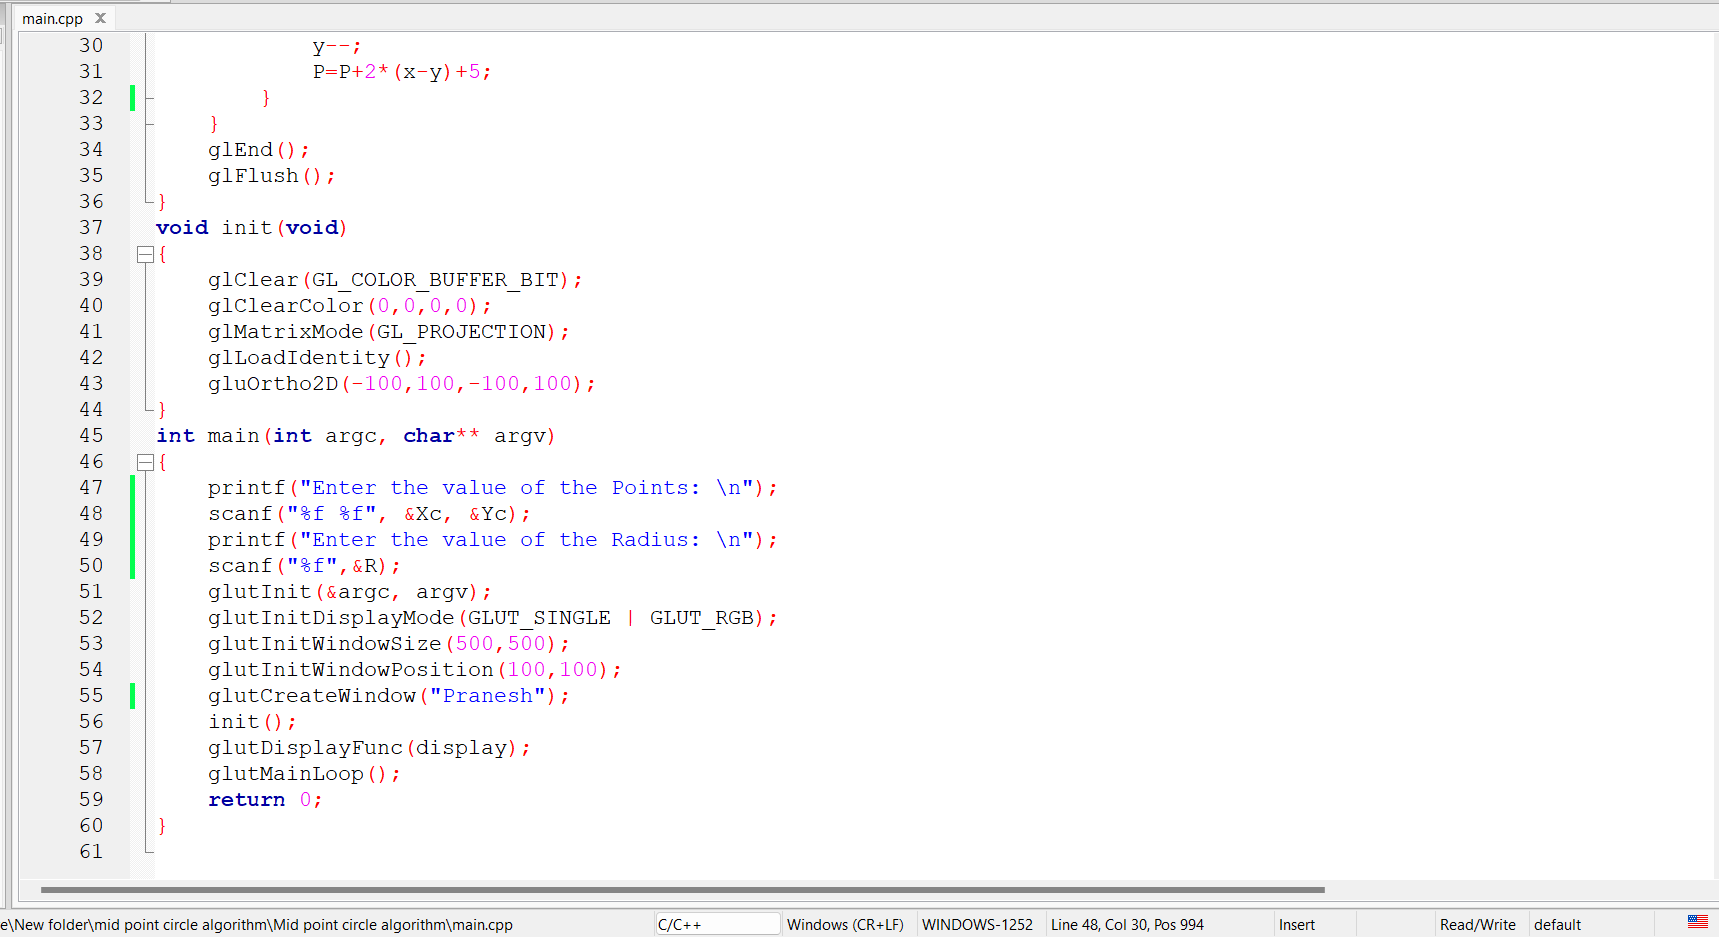 main.cpp X
30 y--;
31 P=P+2*(x-y)+5;
32 }
33 }
34 glEnd();
35 glFlush();
36 }
37 void init(void)
38 {
39 glClear(GL_COLOR_BUFFER_BIT);
40 glClearColor(0,0,0,0);
41 glMatrixMode(GL_PROJECTION);
42 glLoadIdentity();
43 gluOrtho2D(-100,100,-100,100);
44 }
45 int main(int argc, char** argv)
46 {
47 printf("Enter the value of the Points: \n");
48 scanf("%f %f", &Xc, &Yc);
49 printf("Enter the value of the Radius: \n");
50 scanf("%f",&R);
51 glutInit(&argc, argv);
52 glutInitDisplayMode(GLUT_SINGLE | GLUT_RGB);
53 glutInitWindowSize(500,500);
54 glutInitWindowPosition(100,100);
55 glutCreateWindow("Pranesh");
56 init();
57 glutDisplayFunc(display);
58 glutMainLoop();
59 return 0;
60 }
61
e\New folder\mid point circle algorithm\Mid point circle algorithm\main.cpp C/C++ Windows (CR+LF) WINDOWS-1252 Line 48, Col 30, Pos 994 Insert Read/Write default